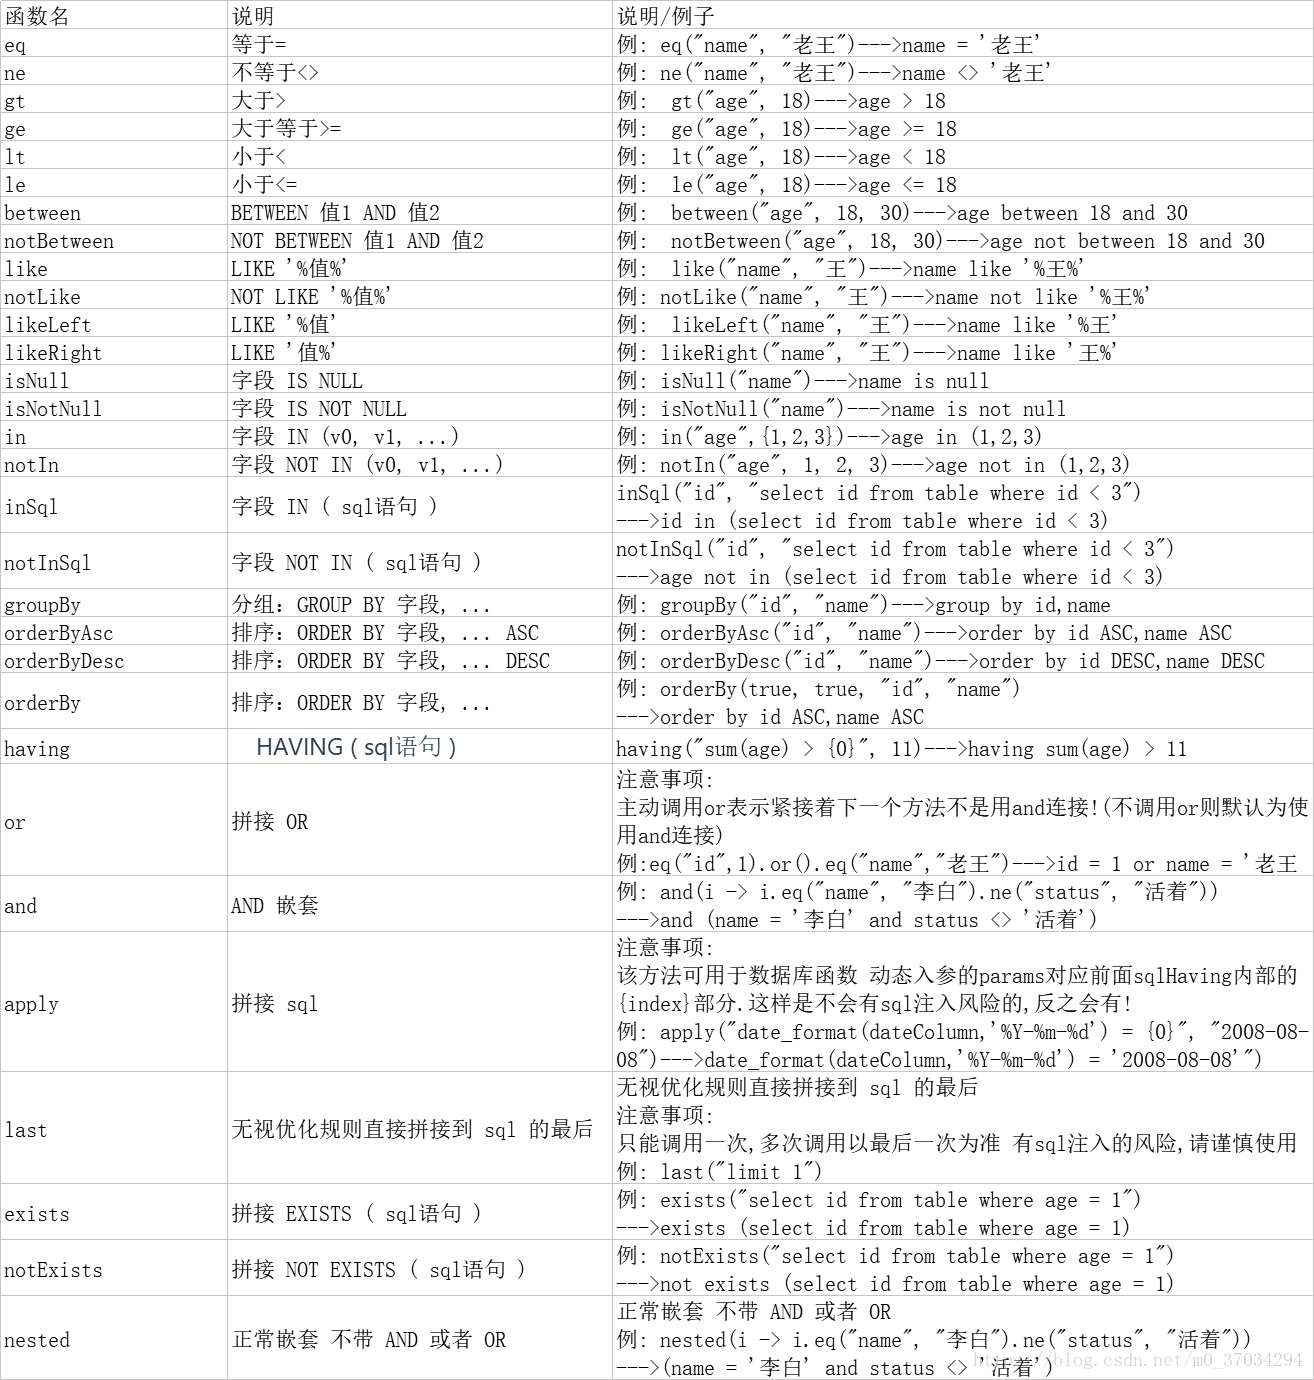 函数名 说明 说明/例子
eq 等于= 例: eq("name", "老王")--->name = '老王'
ne 不等于<> 例: ne("name", "老王")--->name <> '老王'
gt 大于> 例: gt("age", 18)--->age > 18
ge 大于等于>= 例: ge("age", 18)--->age >= 18
lt 小于< 例: lt("age", 18)--->age < 18
le 小于<= 例: le("age", 18)--->age <= 18
between BETWEEN 值1 AND 值2 例: between("age", 18, 30)--->age between 18 and 30
notBetween NOT BETWEEN 值1 AND 值2 例: notBetween("age", 18, 30)--->age not between 18 and 30
like LIKE '%值%' 例: like("name", "王")--->name like '%王%'
notLike NOT LIKE '%值%' 例: notLike("name", "王")--->name not like '%王%'
likeLeft LIKE '%值' 例: likeLeft("name", "王")--->name like '%王'
likeRight LIKE '值%' 例: likeRight("name", "王")--->name like '王%'
isNull 字段 IS NULL 例: isNull("name")--->name is null
isNotNull 字段 IS NOT NULL 例: isNotNull("name")--->name is not null
in 字段 IN (v0, v1, ...) 例: in("age",{1,2,3})--->age in (1,2,3)
notIn 字段 NOT IN (v0, v1, ...) 例: notIn("age", 1, 2, 3)--->age not in (1,2,3)
inSql 字段 IN ( sql语句 ) inSql("id", "select id from table where id < 3")
--->id in (select id from table where id < 3)
notInSql 字段 NOT IN ( sql语句 ) notInSql("id", "select id from table where id < 3")
--->age not in (select id from table where id < 3)
groupBy 分组: GROUP BY 字段, ... 例: groupBy("id", "name")--->group by id,name
orderByAsc 排序: ORDER BY 字段, ... ASC 例: orderByAsc("id", "name")--->order by id ASC,name ASC
orderByDesc 排序: ORDER BY 字段, ... DESC 例: orderByDesc("id", "name")--->order by id DESC,name DESC
orderBy 排序: ORDER BY 字段, ... 例: orderBy(true, true, "id", "name")
--->order by id ASC,name ASC
having HAVING ( sql语句 ) having("sum(age) > {0}", 11)--->having sum(age) > 11
or 拼接 OR 注意事项:
主动调用or表示紧接着下一个方法不是用and连接!(不调用or则默认为使
用and连接)
例:eq("id",1).or().eq("name","老王")--->id = 1 or name = '老王
and AND 嵌套 例: and(i -> i.eq("name", "李白").ne("status", "活着"))
--->and (name = '李白' and status <> '活着')
apply 拼接 sql 注意事项:
该方法可用于数据库函数 动态入参的params对应前面sqlHaving内部的
{index}部分.这样是不会有sql注入风险的,反之会有!
例: apply("date_format(dateColumn,'%Y-%m-%d') = {0}", "2008-08-
08")--->date_format(dateColumn,'%Y-%m-%d') = '2008-08-08'")
last 无视优化规则直接拼接到 sql 的最后 无视优化规则直接拼接到 sql 的最后
注意事项:
只能调用一次,多次调用以最后一次为准 有sql注入的风险,请谨慎使用
例: last("limit 1")
exists 拼接 EXISTS ( sql语句 ) 例: exists("select id from table where age = 1")
--->exists (select id from table where age = 1)
notExists 拼接 NOT EXISTS ( sql语句 ) 例: notExists("select id from table where age = 1")
--->not exists (select id from table where age = 1)
nested 正常嵌套 不带 AND 或者 OR 正常嵌套 不带 AND 或者 OR
例: nested(i -> i.eq("name", "李白").ne("status", "活着"))
--->(name = '李白' and status <> '活着')
https://blog.csdn.net/m0_37034294